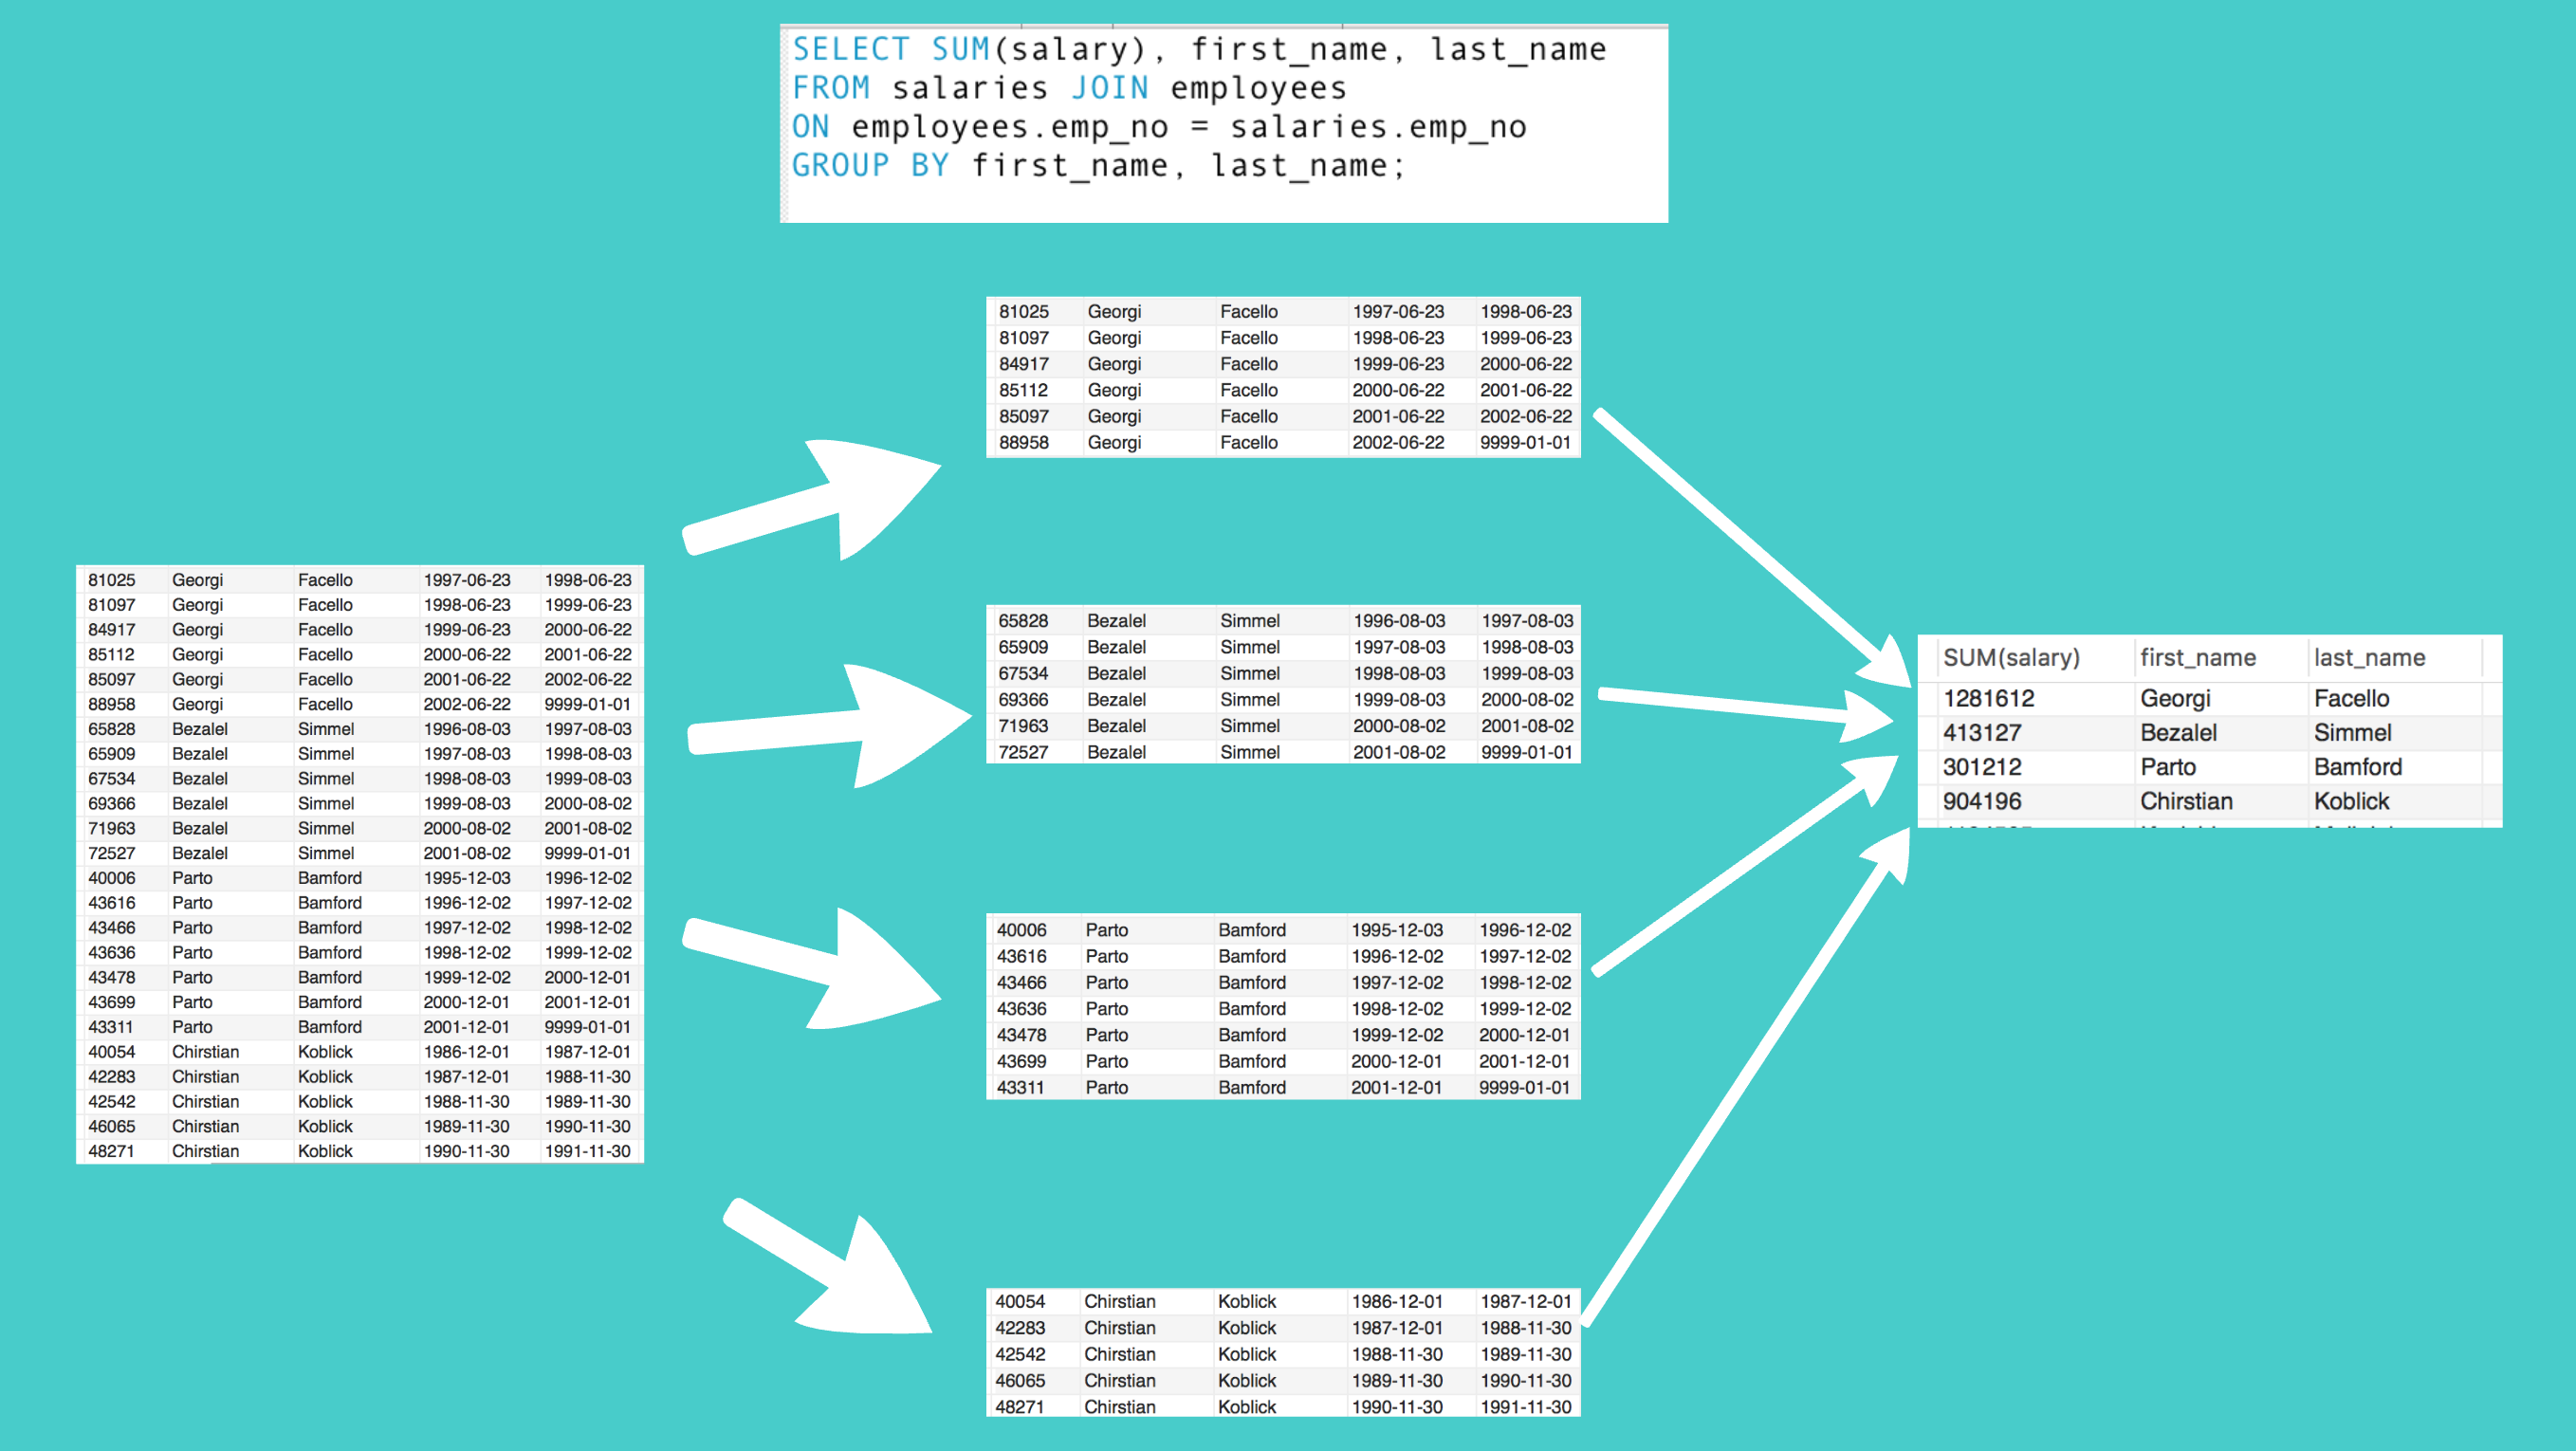 SELECT SUM(salary), first_name, last_name
FROM salaries JOIN employees
ON employees.emp_no = salaries.emp_no
GROUP BY first_name, last_name;
81025 Georgi Facello 1997-06-23 1998-06-23
81097 Georgi Facello 1998-06-23 1999-06-23
84917 Georgi Facello 1999-06-23 2000-06-22
85112 Georgi Facello 2000-06-22 2001-06-22
85097 Georgi Facello 2001-06-22 2002-06-22
88958 Georgi Facello 2002-06-22 9999-01-01
65828 Bezalel Simmel 1996-08-03 1997-08-03
65909 Bezalel Simmel 1997-08-03 1998-08-03
67534 Bezalel Simmel 1998-08-03 1999-08-03
69366 Bezalel Simmel 1999-08-03 2000-08-02
71963 Bezalel Simmel 2000-08-02 2001-08-02
72527 Bezalel Simmel 2001-08-02 9999-01-01
40006 Parto Bamford 1995-12-03 1996-12-02
43616 Parto Bamford 1996-12-02 1997-12-02
43466 Parto Bamford 1997-12-02 1998-12-02
43636 Parto Bamford 1998-12-02 1999-12-02
43478 Parto Bamford 1999-12-02 2000-12-01
43699 Parto Bamford 2000-12-01 2001-12-01
43311 Parto Bamford 2001-12-01 9999-01-01
40054 Chirstian Koblick 1986-12-01 1987-12-01
42283 Chirstian Koblick 1987-12-01 1988-11-30
42542 Chirstian Koblick 1988-11-30 1989-11-30
46065 Chirstian Koblick 1989-11-30 1990-11-30
48271 Chirstian Koblick 1990-11-30 1991-11-30
81025 Georgi Facello 1997-06-23 1998-06-23
81097 Georgi Facello 1998-06-23 1999-06-23
84917 Georgi Facello 1999-06-23 2000-06-22
85112 Georgi Facello 2000-06-22 2001-06-22
85097 Georgi Facello 2001-06-22 2002-06-22
88958 Georgi Facello 2002-06-22 9999-01-01
65828 Bezalel Simmel 1996-08-03 1997-08-03
65909 Bezalel Simmel 1997-08-03 1998-08-03
67534 Bezalel Simmel 1998-08-03 1999-08-03
69366 Bezalel Simmel 1999-08-03 2000-08-02
71963 Bezalel Simmel 2000-08-02 2001-08-02
72527 Bezalel Simmel 2001-08-02 9999-01-01
40006 Parto Bamford 1995-12-03 1996-12-02
43616 Parto Bamford 1996-12-02 1997-12-02
43466 Parto Bamford 1997-12-02 1998-12-02
43636 Parto Bamford 1998-12-02 1999-12-02
43478 Parto Bamford 1999-12-02 2000-12-01
43699 Parto Bamford 2000-12-01 2001-12-01
43311 Parto Bamford 2001-12-01 9999-01-01
40054 Chirstian Koblick 1986-12-01 1987-12-01
42283 Chirstian Koblick 1987-12-01 1988-11-30
42542 Chirstian Koblick 1988-11-30 1989-11-30
46065 Chirstian Koblick 1989-11-30 1990-11-30
48271 Chirstian Koblick 1990-11-30 1991-11-30
SUM(salary) first_name last_name
1281612 Georgi Facello
413127 Bezalel Simmel
301212 Parto Bamford
904196 Chirstian Koblick